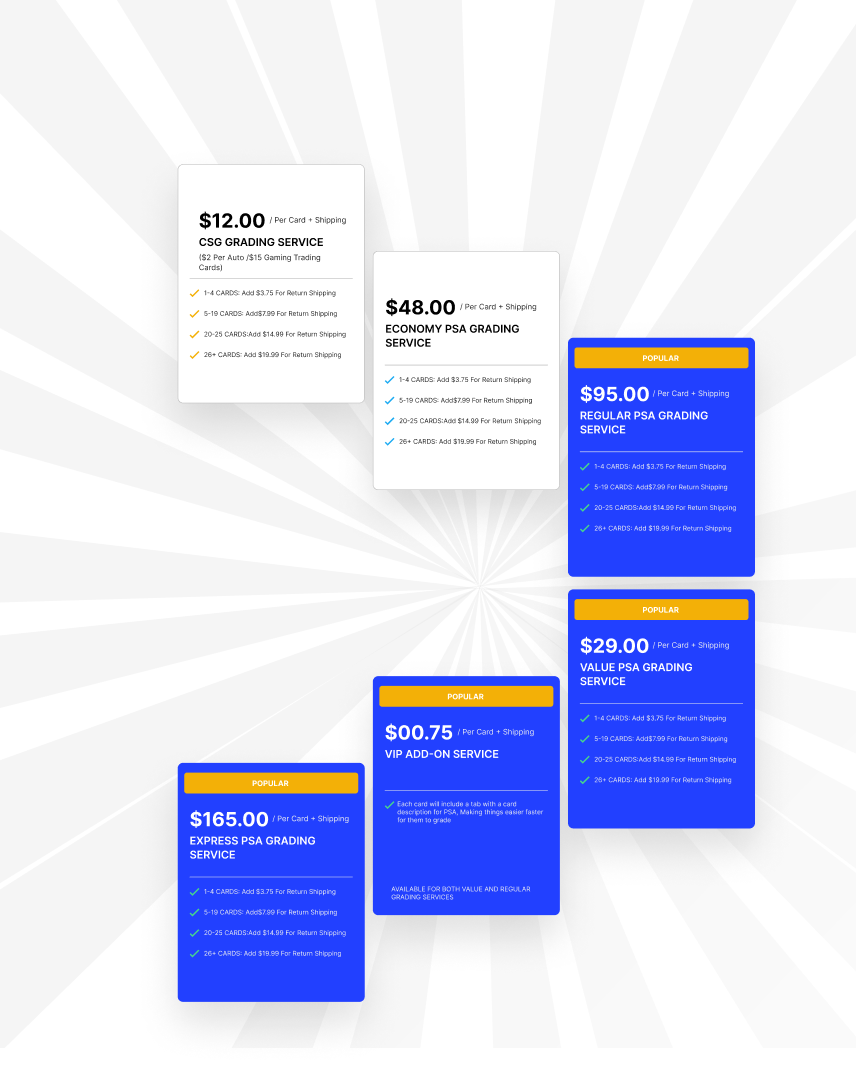 $12.00 / Per Card + Shipping
CSG GRADING SERVICE
($2 Per Auto /$15 Gaming Trading
Cards)
1-4 CARDS: Add $3.75 For Return Shipping
5-19 CARDS: Add$7.99 For Return Shipping
20-25 CARDS:Add $14.99 For Return Shipping
26+ CARDS: Add $19.99 For Return Shipping
$48.00 / Per Card + Shipping
ECONOMY PSA GRADING
SERVICE
1-4 CARDS: Add $3.75 For Return Shipping
5-19 CARDS: Add$7.99 For Return Shipping
20-25 CARDS:Add $14.99 For Return Shipping
26+ CARDS: Add $19.99 For Return Shipping
POPULAR
$95.00 / Per Card + Shipping
REGULAR PSA GRADING
SERVICE
1-4 CARDS: Add $3.75 For Return Shipping
5-19 CARDS: Add$7.99 For Return Shipping
20-25 CARDS:Add $14.99 For Return Shipping
26+ CARDS: Add $19.99 For Return Shipping
POPULAR
$29.00 / Per Card + Shipping
VALUE PSA GRADING
SERVICE
1-4 CARDS: Add $3.75 For Return Shipping
5-19 CARDS: Add$7.99 For Return Shipping
20-25 CARDS:Add $14.99 For Return Shipping
26+ CARDS: Add $19.99 For Return Shipping
POPULAR
$00.75 / Per Card + Shipping
VIP ADD-ON SERVICE
Each card will include a tab with a card
description for PSA, Making things easier faster
for them to grade
AVAILABLE FOR BOTH VALUE AND REGULAR
GRADING SERVICES
POPULAR
$165.00 / Per Card + Shipping
EXPRESS PSA GRADING
SERVICE
1-4 CARDS: Add $3.75 For Return Shipping
5-19 CARDS: Add$7.99 For Return Shipping
20-25 CARDS:Add $14.99 For Return Shipping
26+ CARDS: Add $19.99 For Return Shipping